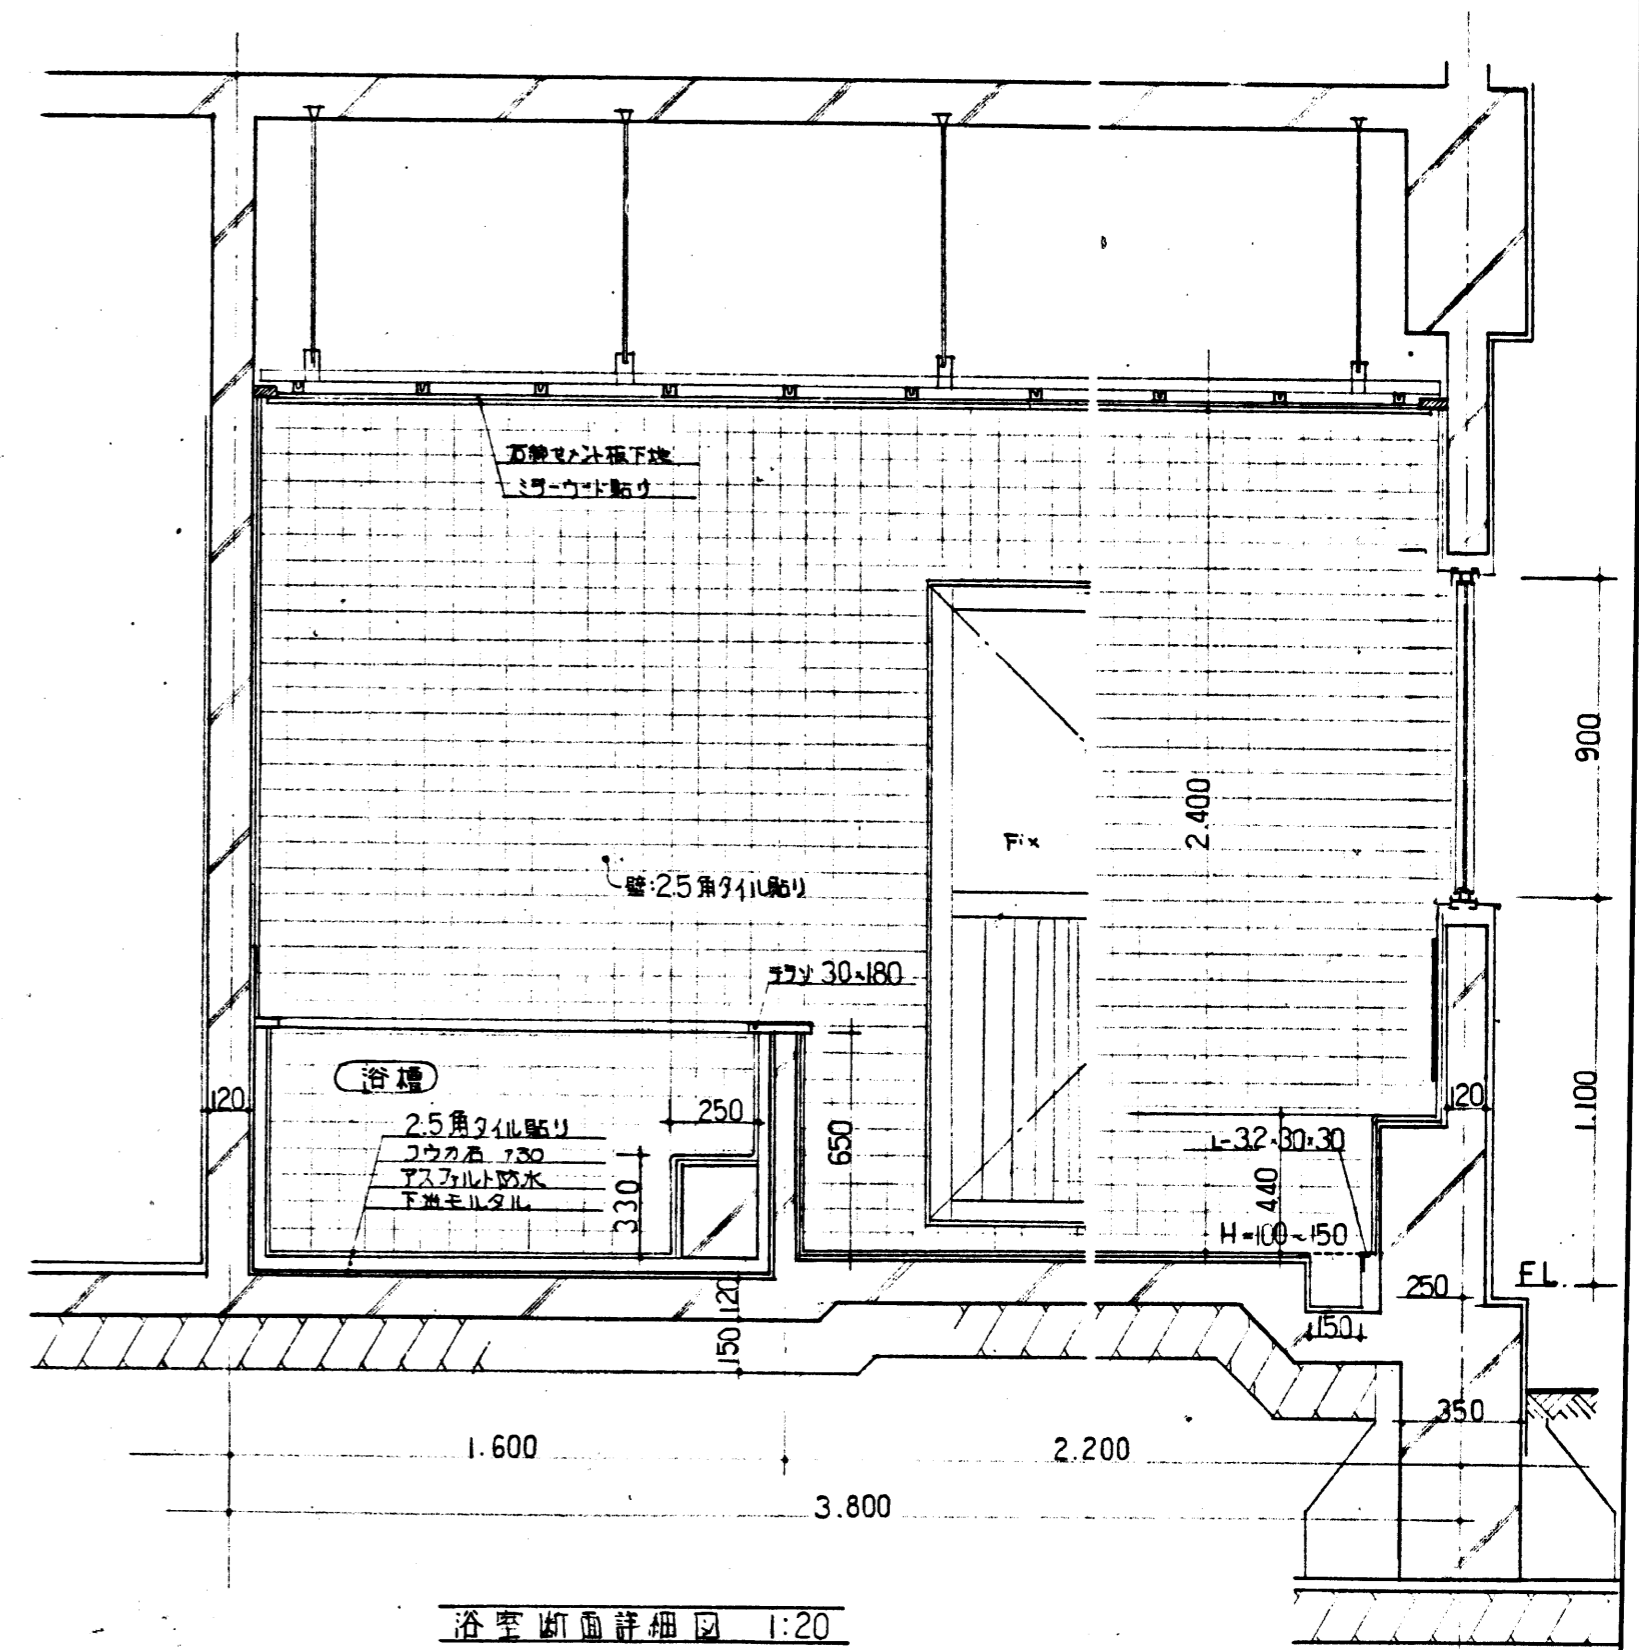 石綿セメント板下地
ミラーウード貼り
900
2.400
Fix
壁:2.5角タイル貼り
テラゾ 30×180
浴槽
120
250
2.5角タイル貼り
コウカ石 ア30
アスファルト防水
下地モルタル
330
650
120
1.100
L-3.2×30×30
440
H=100~150
FL.
250
120
150
150
350
1.600
2.200
3.800
浴室断面詳細図 1:20